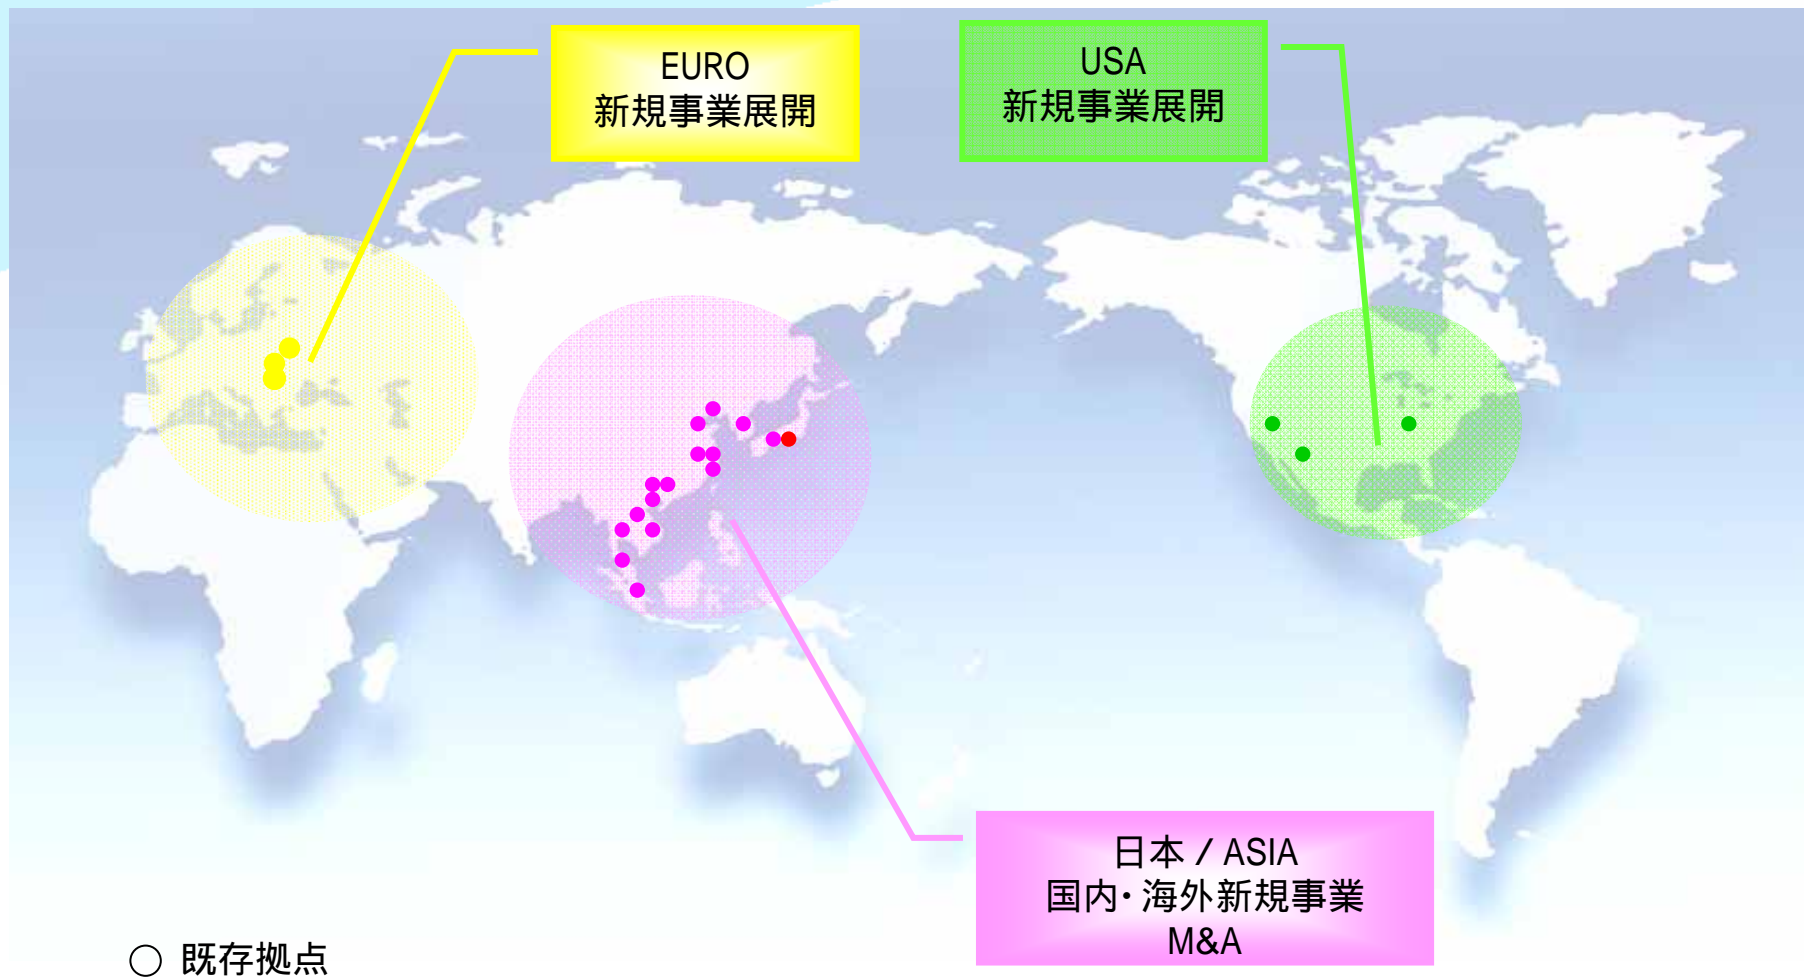 EURO
新規事業展開
USA
新規事業展開
日本 / ASIA
国内・海外新規事業
M&A
○ 既存拠点